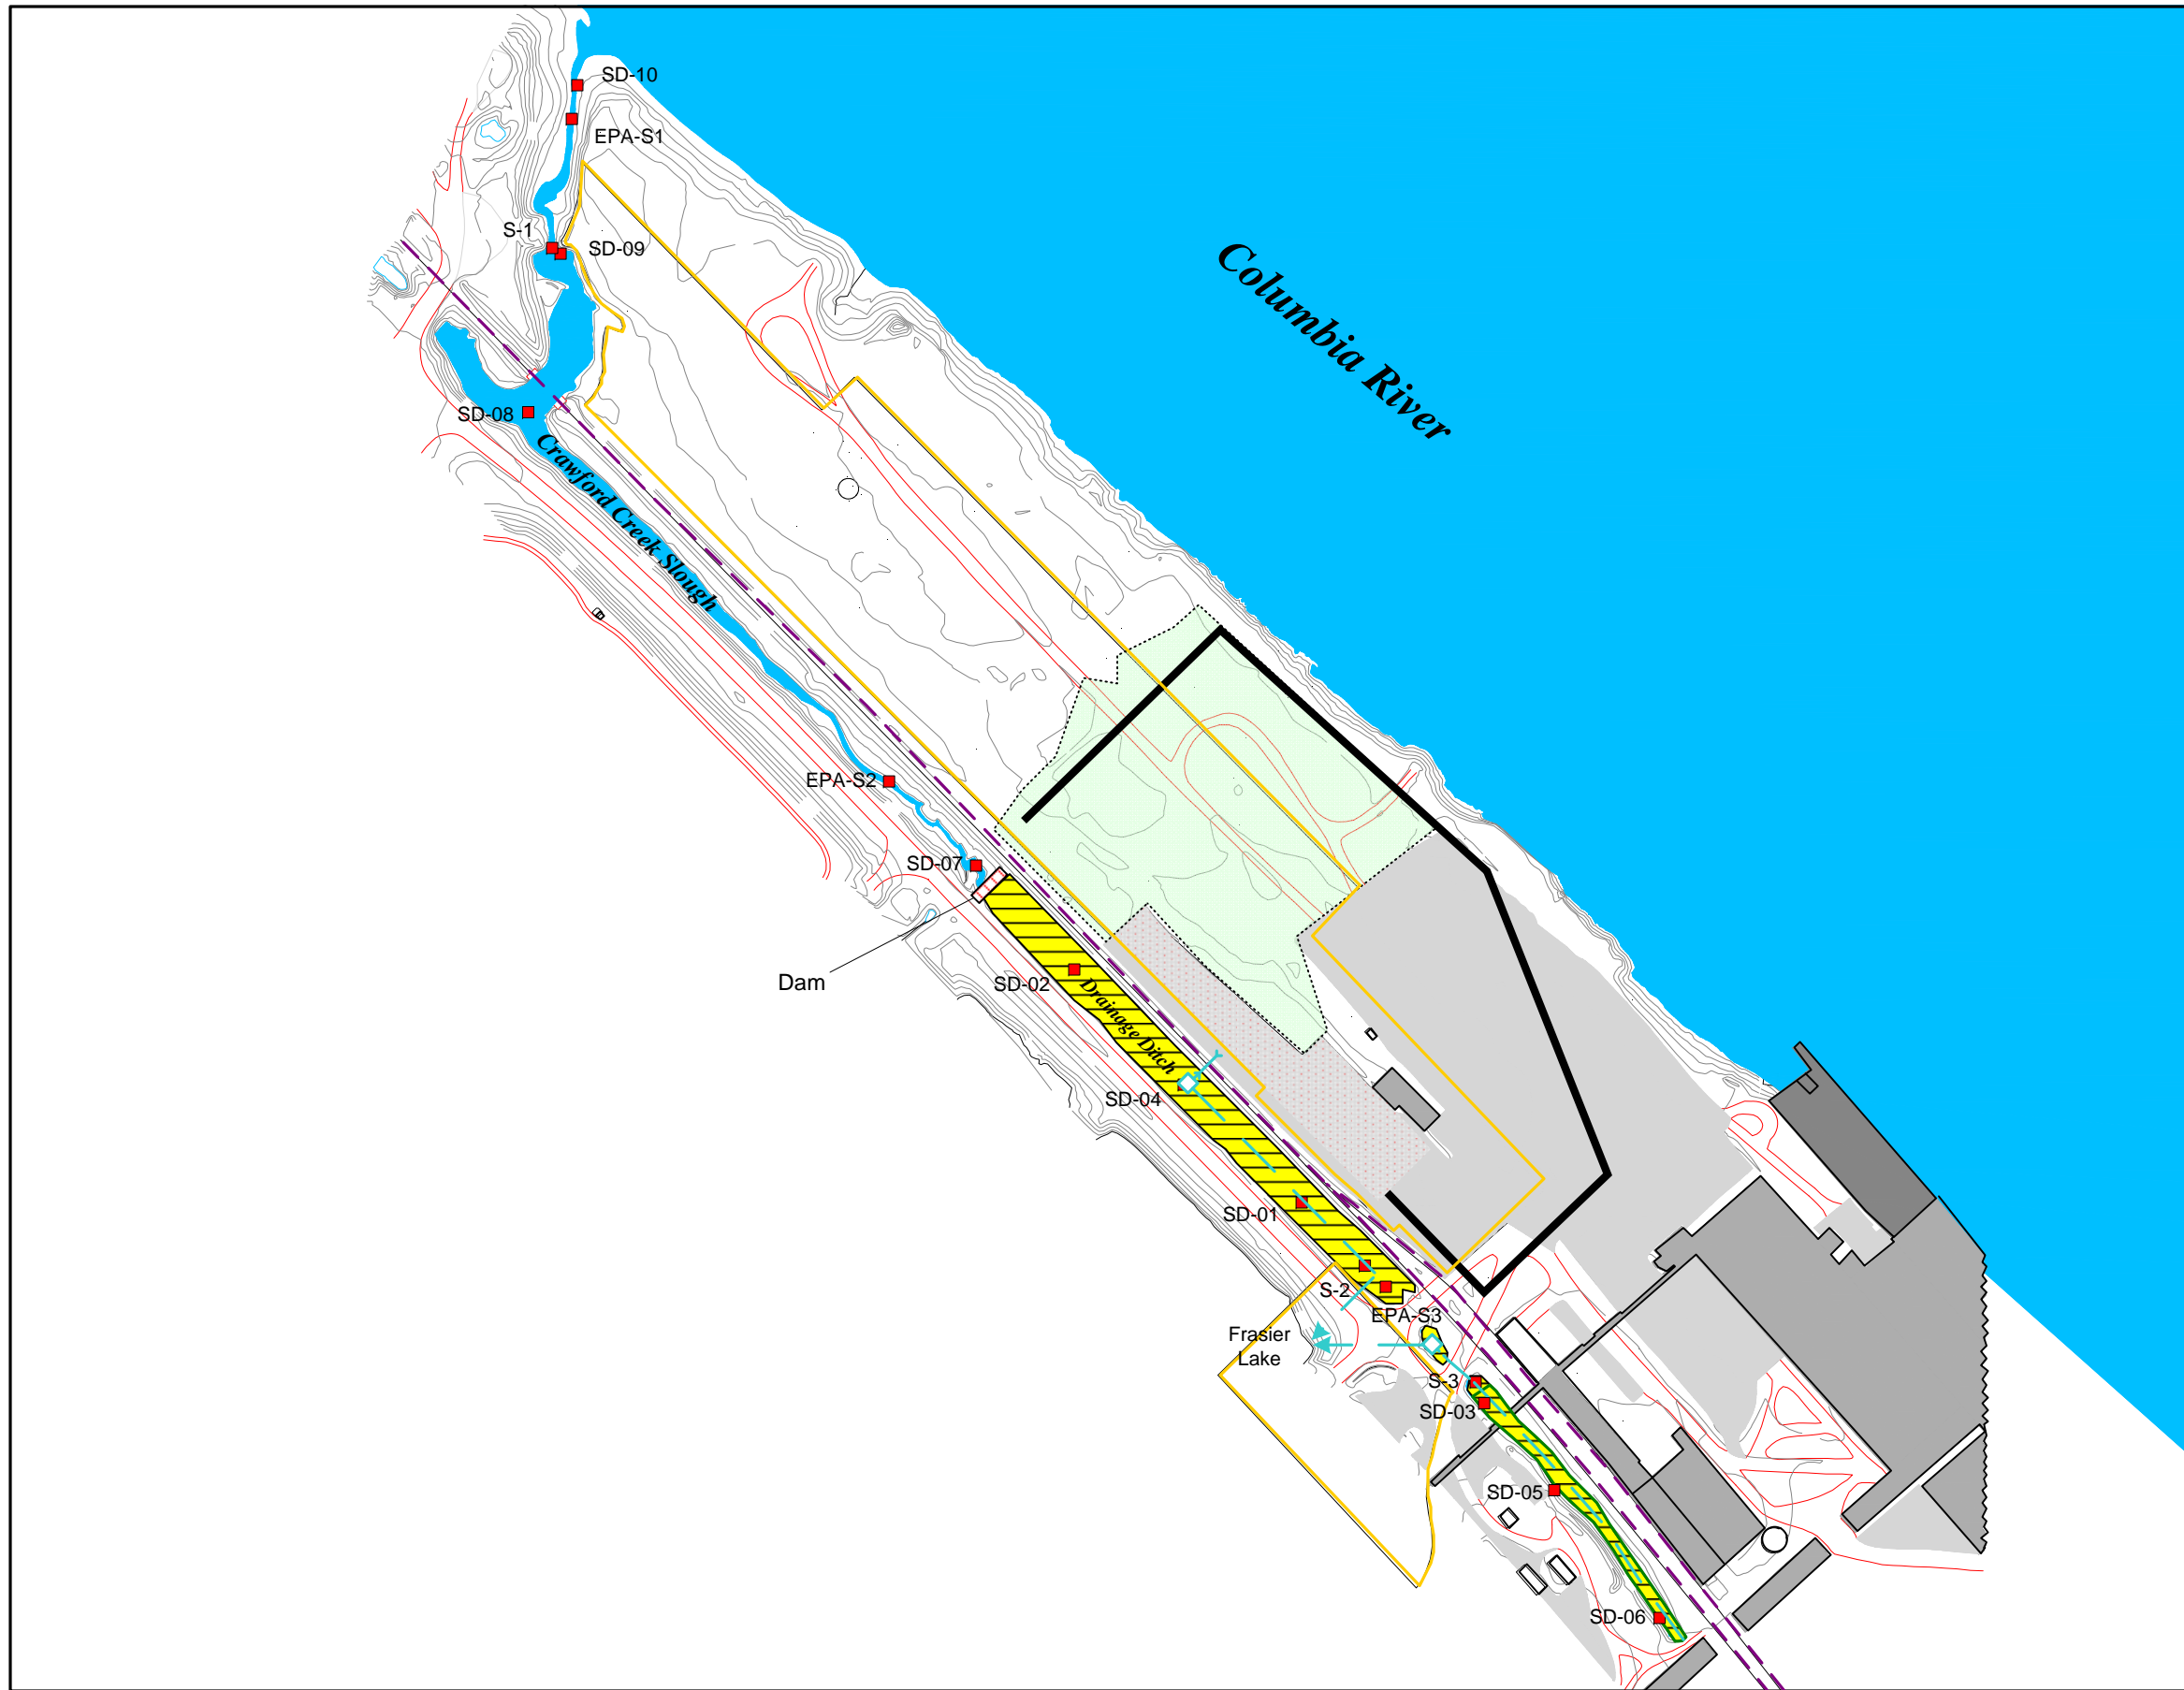 SD-10
EPA-S1
S-1
SD-09
Columbia River
SD-08
Crawford Creek Slough
EPA-S2
SD-07
Dam
SD-02
Drainage Ditch
SD-04
SD-01
S-2
EPA-S3
Frasier
Lake
S-3
SD-03
SD-05
SD-06